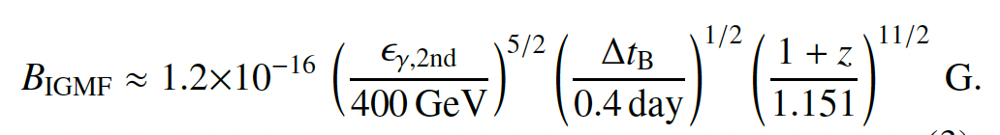 B_IGMF ≈ 1.2×10^−16 (ϵ_γ,2nd / 400 GeV)^5/2 (Δt_B / 0.4 day)^1/2 (1 + z / 1.151)^11/2 G.